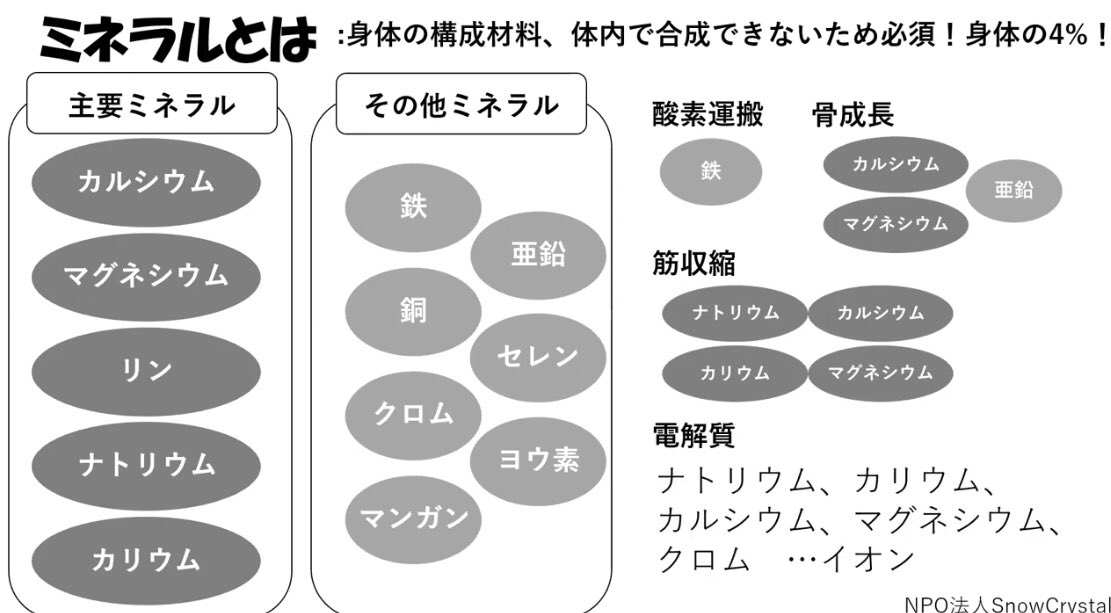 ミネラルとは :身体の構成材料、体内で合成できないため必須！身体の4%！
主要ミネラル
カルシウム
マグネシウム
リン
ナトリウム
カリウム
その他ミネラル
鉄
亜鉛
銅
セレン
クロム
ヨウ素
マンガン
酸素運搬
鉄
骨成長
カルシウム
亜鉛
マグネシウム
筋収縮
ナトリウム
カルシウム
カリウム
マグネシウム
電解質
ナトリウム、カリウム、
カルシウム、マグネシウム、
クロム　…イオン
NPO法人SnowCrystal